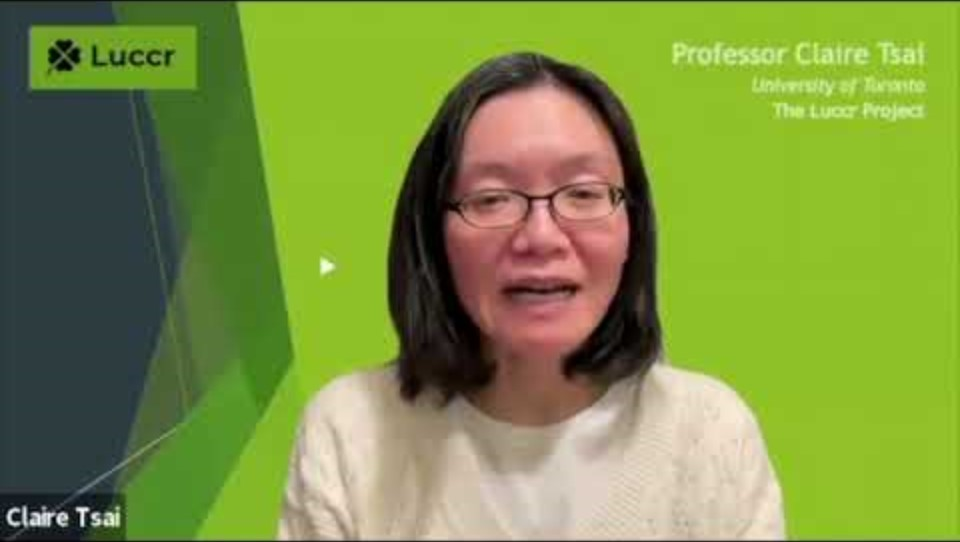 Luccr
Professor Claire Tsai
University of Toronto
The Luccr Project
Claire Tsai